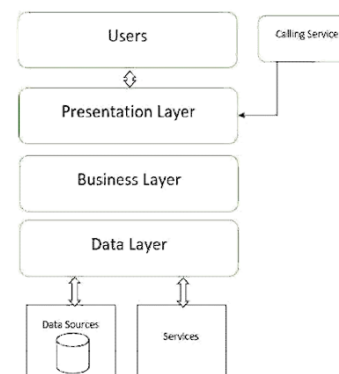 Users
Calling Service
Presentation Layer
Business Layer
Data Layer
Data Sources
Services